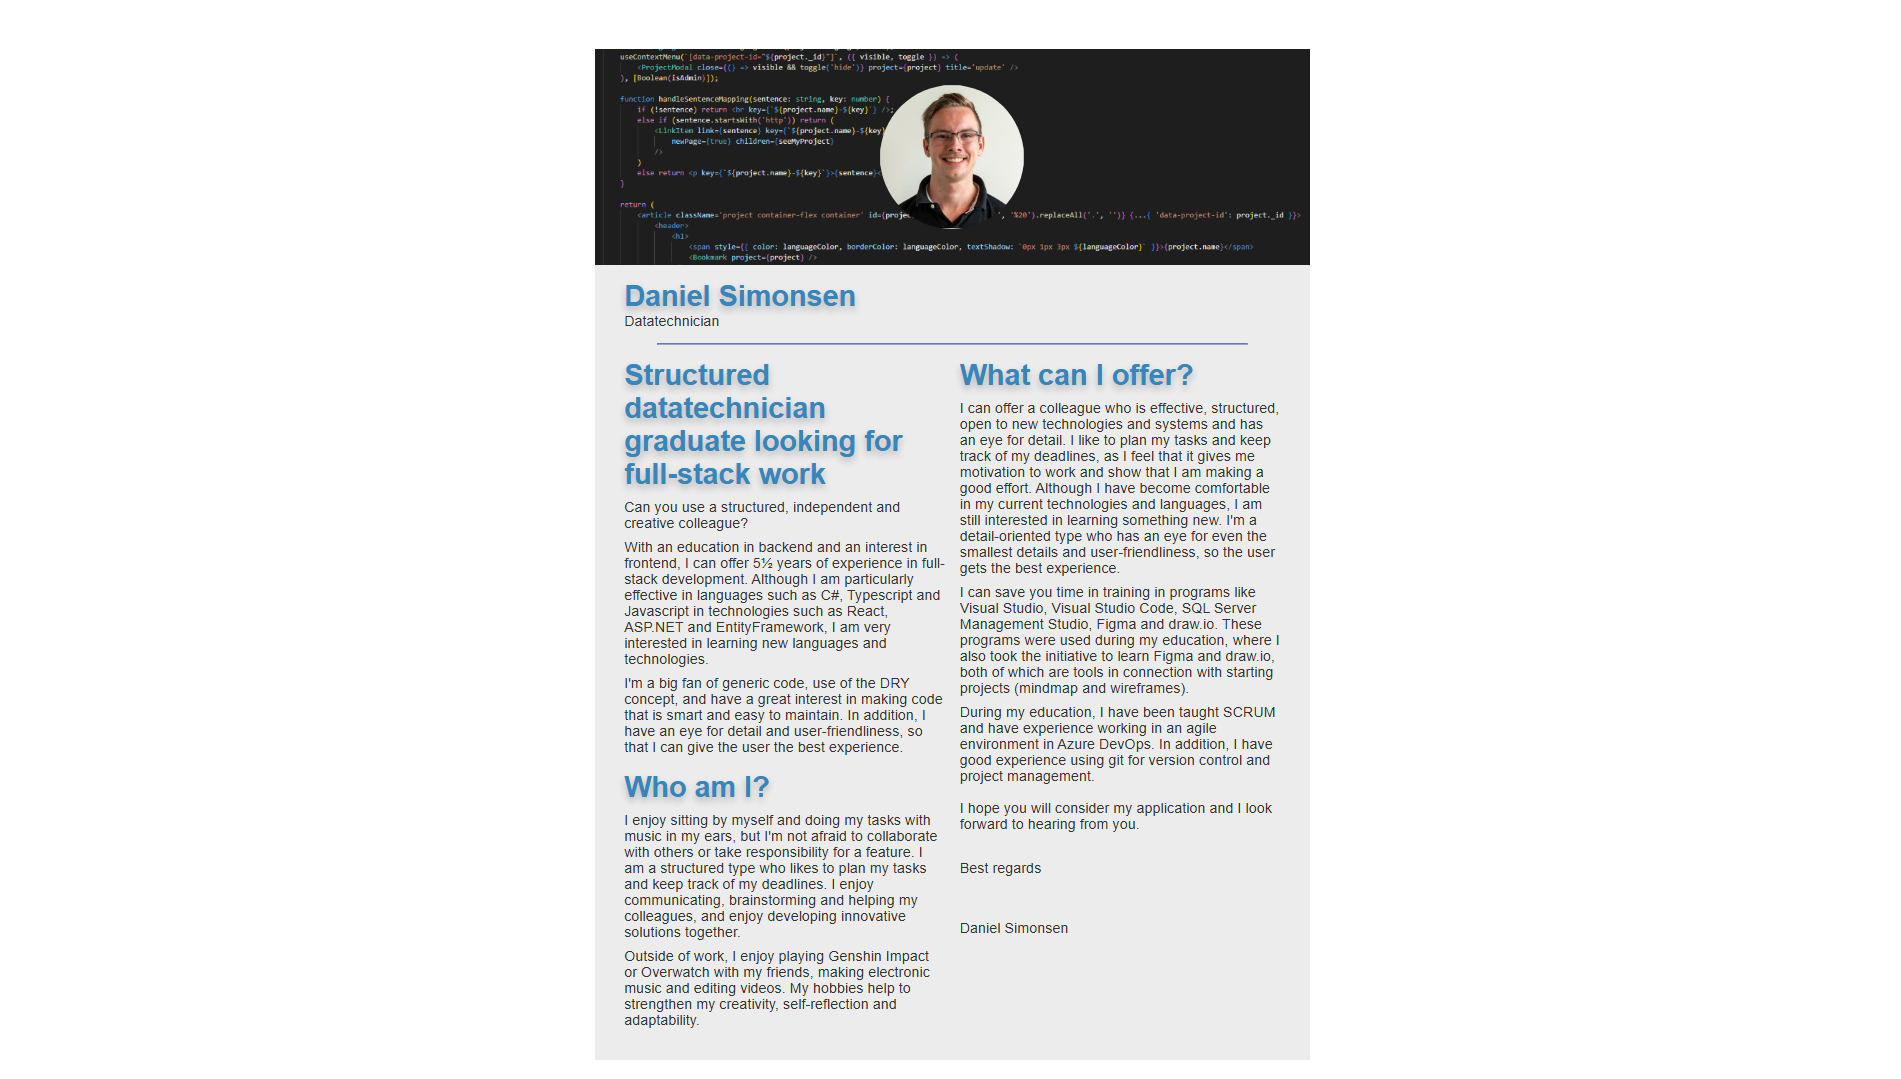 useContextMenu(`[data-project-id="${project._id}"]`, {{ visible, toggle }) => (
<ProjectModal close={() => visible && toggle('hide')} project={project} title='update' />
), [Boolean(isAdmin)]);
function handleSentenceMapping(sentence: string, key: number) {
if (!sentence) return <br key={`${project.name}-${key}`} />;
else if (sentence.startsWith('http')) return (
<LinkItem link={sentence} key={`${project.name}-${key}
newPage={true} children={seeMyProject}
/>
)
else return <p key={`${project.name}-${key}`}>{sentence}<
}
return (
<article className='project container-flex container' id={projec ', '%20').replaceAll('.', '')} {...{ 'data-project-id': project._id }}>
<header>
<h1>
<span style={{ color: languageColor, borderColor: languageColor, textShadow: `0px 1px 3px ${languageColor}` }}>{project.name}</span>
<Bookmark project={project} />
Daniel Simonsen
Datatechnician
Structured
datatechnician
graduate looking for
full-stack work
Can you use a structured, independent and
creative colleague?
With an education in backend and an interest in
frontend, I can offer 5½ years of experience in full-
stack development. Although I am particularly
effective in languages such as C#, Typescript and
Javascript in technologies such as React,
ASP.NET and EntityFramework, I am very
interested in learning new languages and
technologies.
I'm a big fan of generic code, use of the DRY
concept, and have a great interest in making code
that is smart and easy to maintain. In addition, I
have an eye for detail and user-friendliness, so
that I can give the user the best experience.
Who am I?
I enjoy sitting by myself and doing my tasks with
music in my ears, but I'm not afraid to collaborate
with others or take responsibility for a feature. I
am a structured type who likes to plan my tasks
and keep track of my deadlines. I enjoy
communicating, brainstorming and helping my
colleagues, and enjoy developing innovative
solutions together.
Outside of work, I enjoy playing Genshin Impact
or Overwatch with my friends, making electronic
music and editing videos. My hobbies help to
strengthen my creativity, self-reflection and
adaptability.
What can I offer?
I can offer a colleague who is effective, structured,
open to new technologies and systems and has
an eye for detail. I like to plan my tasks and keep
track of my deadlines, as I feel that it gives me
motivation to work and show that I am making a
good effort. Although I have become comfortable
in my current technologies and languages, I am
still interested in learning something new. I'm a
detail-oriented type who has an eye for even the
smallest details and user-friendliness, so the user
gets the best experience.
I can save you time in training in programs like
Visual Studio, Visual Studio Code, SQL Server
Management Studio, Figma and draw.io. These
programs were used during my education, where I
also took the initiative to learn Figma and draw.io,
both of which are tools in connection with starting
projects (mindmap and wireframes).
During my education, I have been taught SCRUM
and have experience working in an agile
environment in Azure DevOps. In addition, I have
good experience using git for version control and
project management.
I hope you will consider my application and I look
forward to hearing from you.
Best regards
Daniel Simonsen